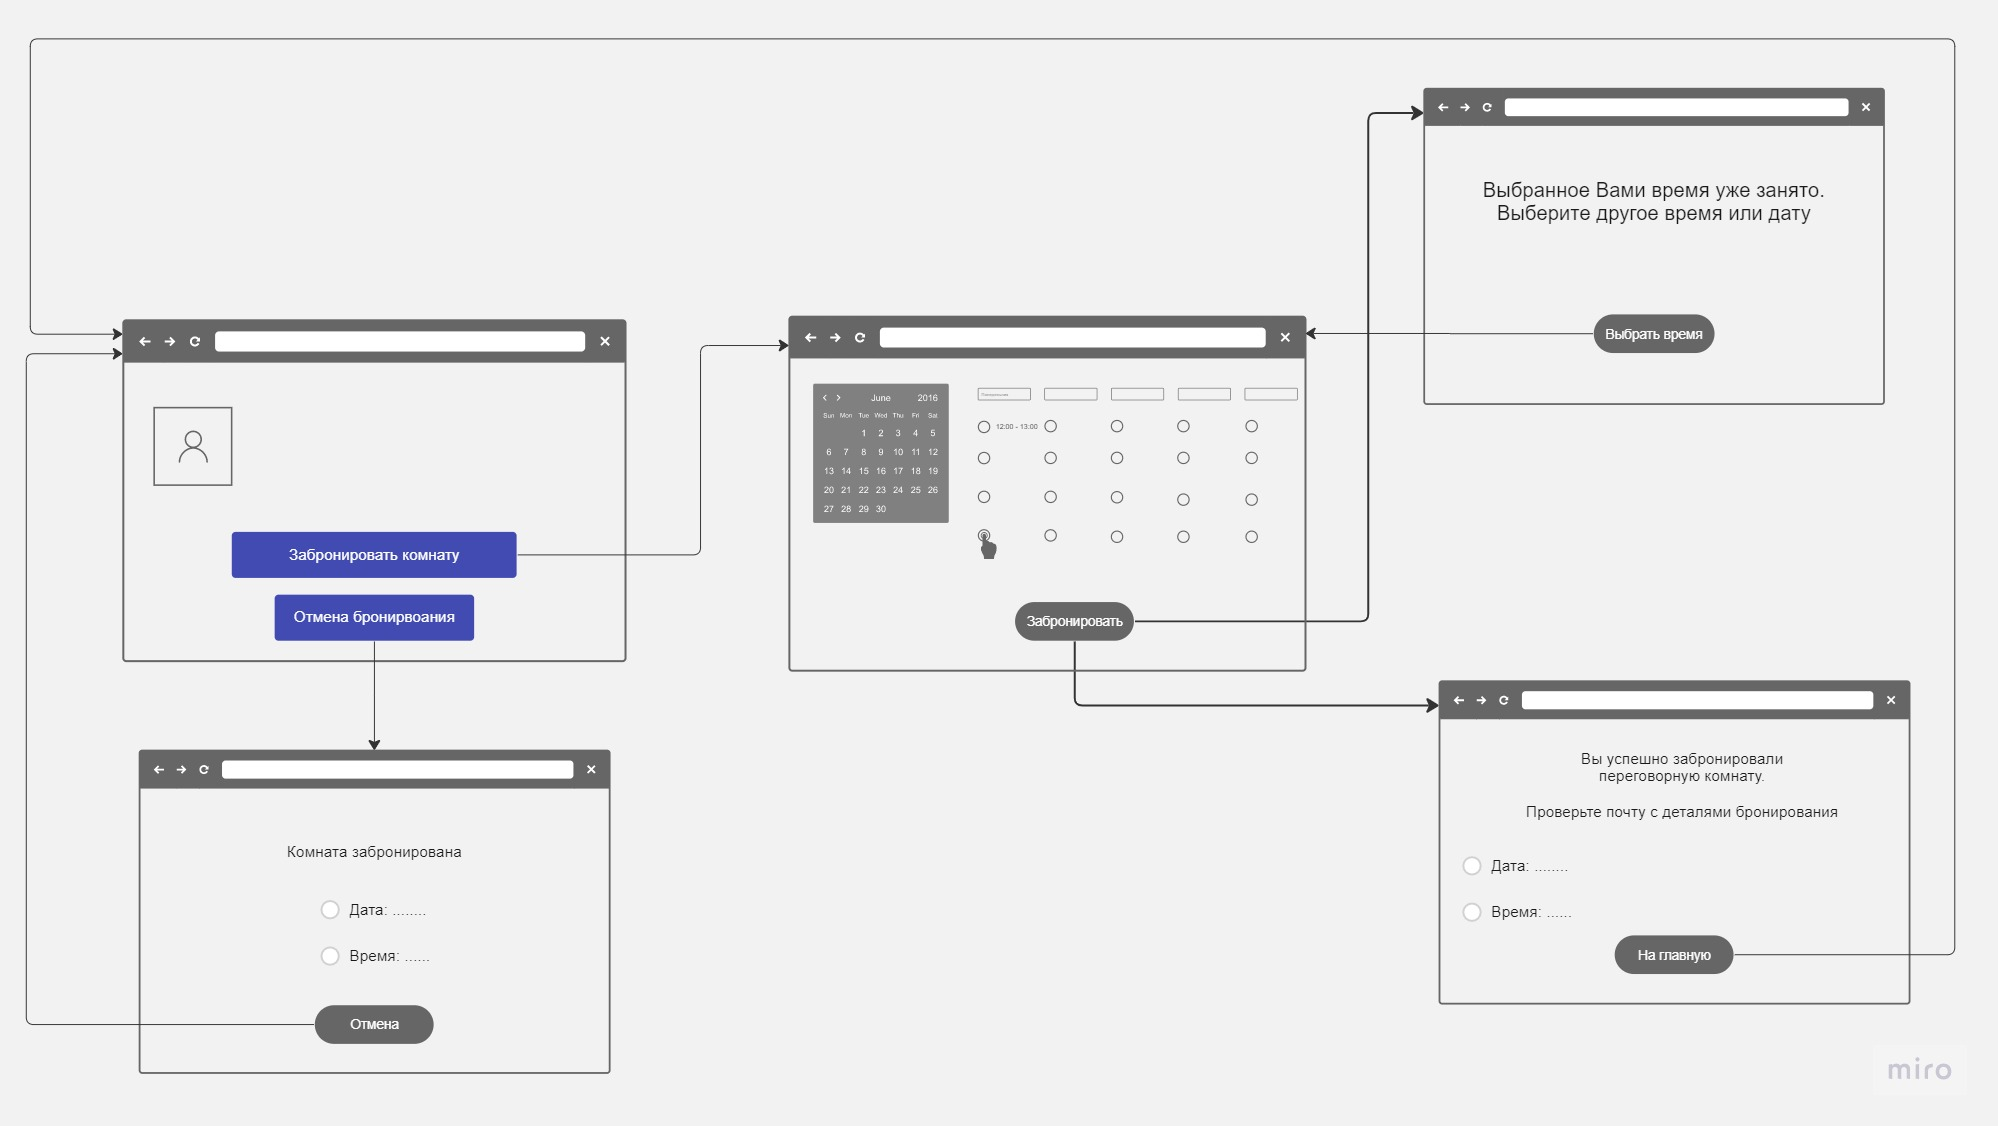 Выбранное Вами время уже занято.
Выберите другое время или дату
Выбрать время
Забронировать комнату
Отмена бронирвоания
June 2016
Sun Mon Tue Wed Thu Fri Sat
1 2 3 4 5
6 7 8 9 10 11 12
13 14 15 16 17 18 19
20 21 22 23 24 25 26
27 28 29 30
12:00 - 13:00
Забронировать
Комната забронирована
Дата: ........
Время: ......
Отмена
Вы успешно забронировали
переговорную комнату.
Проверьте почту с деталями бронирования
Дата: ........
Время: ......
На главную
miro